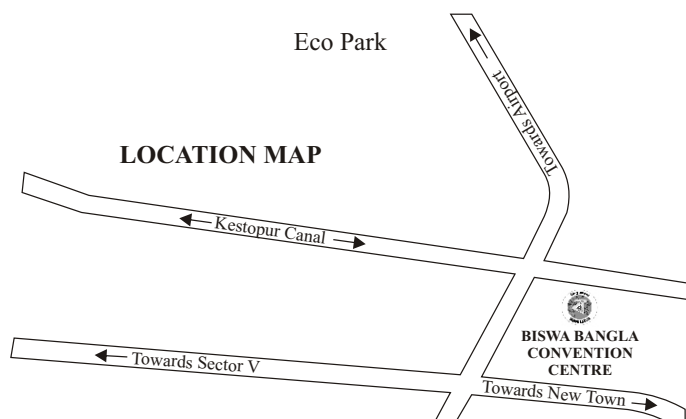 Eco Park
Towards Airport
LOCATION MAP
Kestopur Canal
BISWA BANGLA
CONVENTION
CENTRE
Towards Sector V
Towards New Town